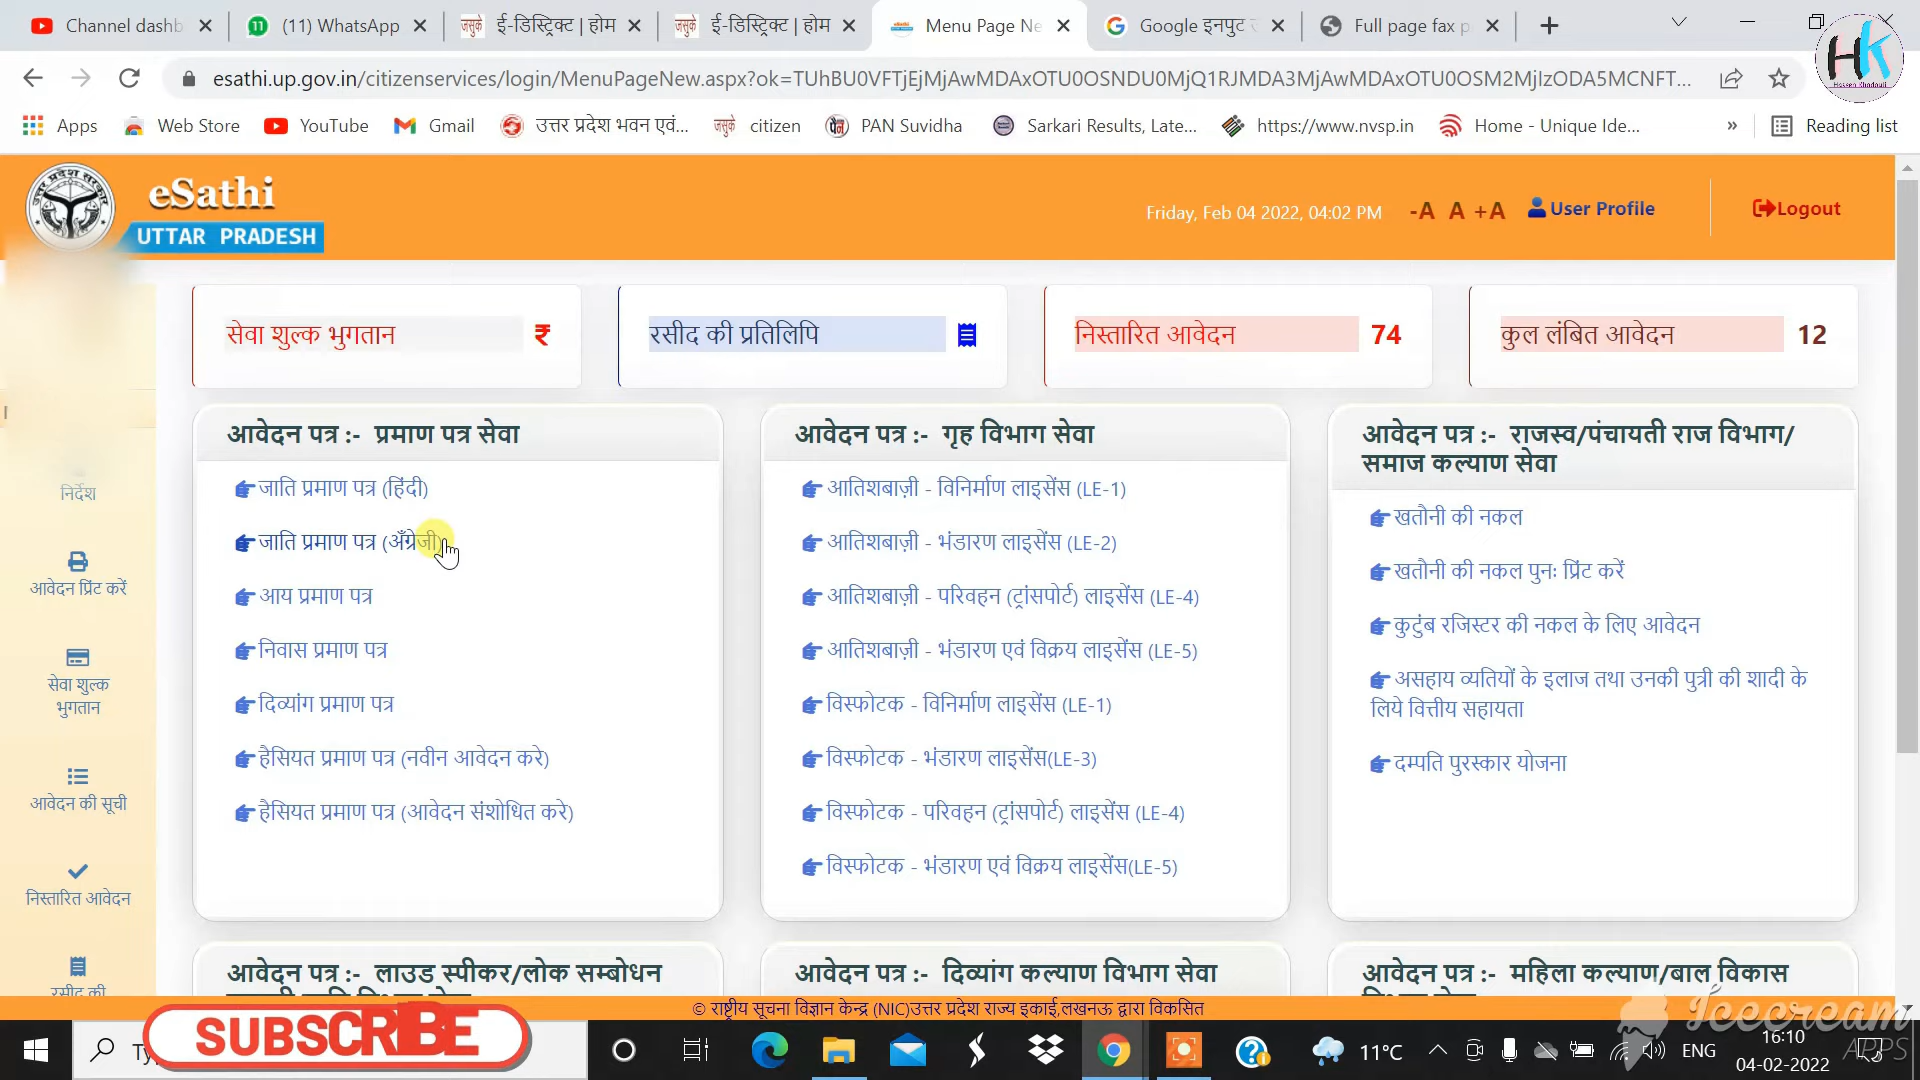 Channel dashb
(11) WhatsApp
ई-डिस्ट्रिक्ट | होम
ई-डिस्ट्रिक्ट | होम
Menu Page Ne
Google इनपुट
Full page fax p
HK
Hassen Khadauli
esathi.up.gov.in/citizenservices/login/MenuPageNew.aspx?ok=TUhBU0VFTjEjMjAwMDAxOTU0OSNDU0MjQ1RJMDA3MjAwMDAxOTU0OSM2MjIzODA5MCNFT...
Apps
Web Store
YouTube
Gmail
उत्तर प्रदेश भवन एवं...
citizen
PAN Suvidha
Sarkari Results, Late...
https://www.nvsp.in
Home - Unique Ide...
»
Reading list
eSathi
UTTAR PRADESH
Friday, Feb 04 2022, 04:02 PM
-A A +A
User Profile
Logout
सेवा शुल्क भुगतान ₹
रसीद की प्रतिलिपि
निस्तारित आवेदन 74
कुल लंबित आवेदन 12
निर्देश
आवेदन प्रिंट करें
सेवा शुल्क
भुगतान
आवेदन की सूची
निस्तारित आवेदन
रसीद की
आवेदन पत्र :- प्रमाण पत्र सेवा
जाति प्रमाण पत्र (हिंदी)
जाति प्रमाण पत्र (अँग्रेजी)
आय प्रमाण पत्र
निवास प्रमाण पत्र
दिव्यांग प्रमाण पत्र
हैसियत प्रमाण पत्र (नवीन आवेदन करे)
हैसियत प्रमाण पत्र (आवेदन संशोधित करे)
आवेदन पत्र :- गृह विभाग सेवा
आतिशबाज़ी - विनिर्माण लाइसेंस (LE-1)
आतिशबाज़ी - भंडारण लाइसेंस (LE-2)
आतिशबाज़ी - परिवहन (ट्रांसपोर्ट) लाइसेंस (LE-4)
आतिशबाज़ी - भंडारण एवं विक्रय लाइसेंस (LE-5)
विस्फोटक - विनिर्माण लाइसेंस (LE-1)
विस्फोटक - भंडारण लाइसेंस(LE-3)
विस्फोटक - परिवहन (ट्रांसपोर्ट) लाइसेंस (LE-4)
विस्फोटक - भंडारण एवं विक्रय लाइसेंस(LE-5)
आवेदन पत्र :- राजस्व/पंचायती राज विभाग/
समाज कल्याण सेवा
खतौनी की नकल
खतौनी की नकल पुनः प्रिंट करें
कुटुंब रजिस्टर की नकल के लिए आवेदन
असहाय व्यतियों के इलाज तथा उनकी पुत्री की शादी के
लिये वित्तीय सहायता
दम्पति पुरस्कार योजना
आवेदन पत्र :- लाउड स्पीकर/लोक सम्बोधन
आवेदन पत्र :- दिव्यांग कल्याण विभाग सेवा
आवेदन पत्र :- महिला कल्याण/बाल विकास
© राष्ट्रीय सूचना विज्ञान केन्द्र (NIC)उत्तर प्रदेश राज्य इकाई,लखनऊ द्वारा विकसित
SUBSCRIBE
11°C
ENG
16:10
04-02-2022
Icecream
APPS